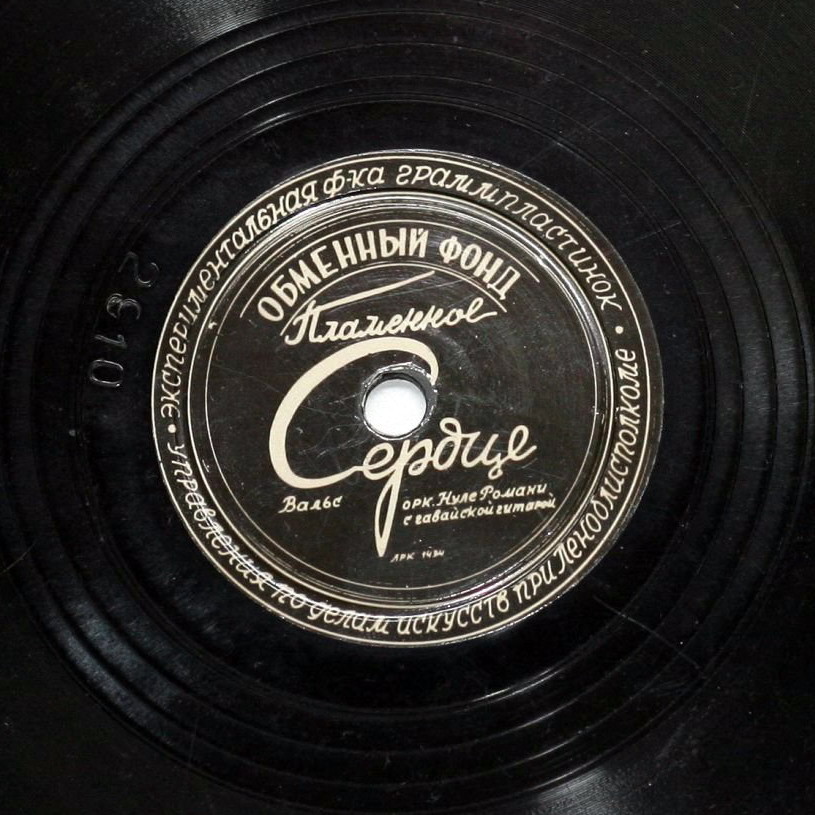 • ЭКСПЕРИМЕНТАЛЬНАЯ Ф-КА ГРАММПЛАСТИНОК •
УПРАВЛЕНИЯ ПО ДЕЛАМ ИСКУССТВ ПРИ ЛЕНОБЛИСПОЛКОМЕ
ОБМЕННЫЙ ФОНД
Пламенное
Сердце
Вальс
орк. Нуле Романи
с гавайской гитарой
ЛРК 1434
2810